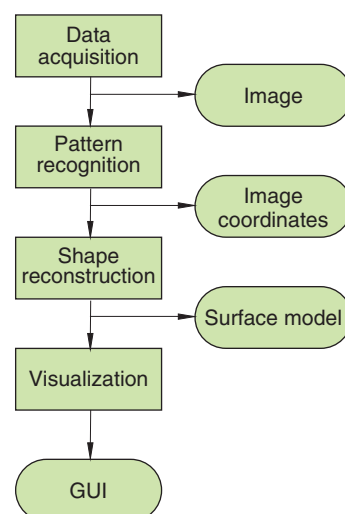 Data
acquisition
Image
Pattern
recognition
Image
coordinates
Shape
reconstruction
Surface model
Visualization
GUI